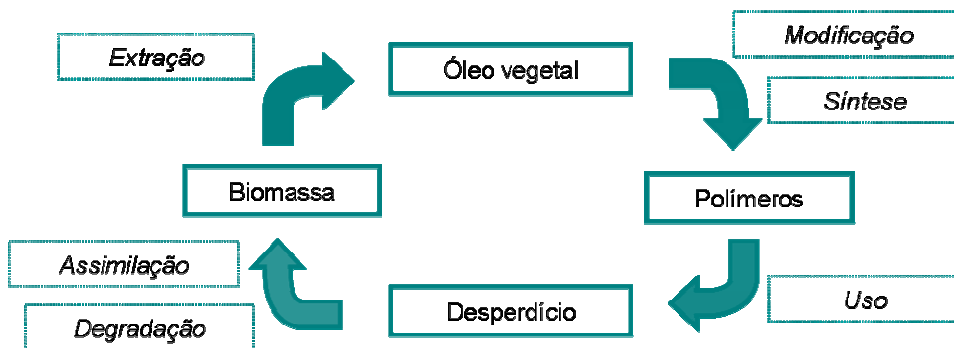 Extração
Óleo vegetal
Modificação
Síntese
Biomassa
Polímeros
Assimilação
Degradação
Desperdício
Uso